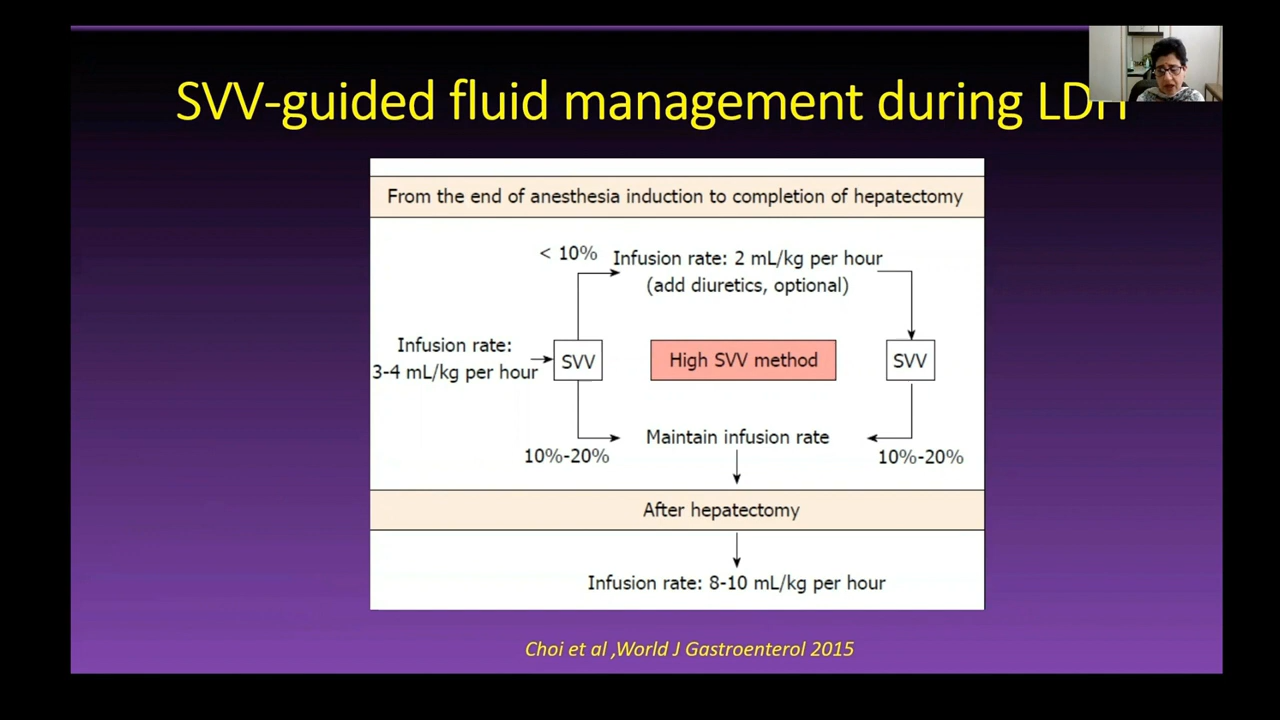 SVV-guided fluid management during LDH
From the end of anesthesia induction to completion of hepatectomy
< 10%
Infusion rate: 2 mL/kg per hour
(add diuretics, optional)
Infusion rate:
3-4 mL/kg per hour
SVV
High SVV method
SVV
Maintain infusion rate
10%-20%
10%-20%
After hepatectomy
Infusion rate: 8-10 mL/kg per hour
Choi et al ,World J Gastroenterol 2015